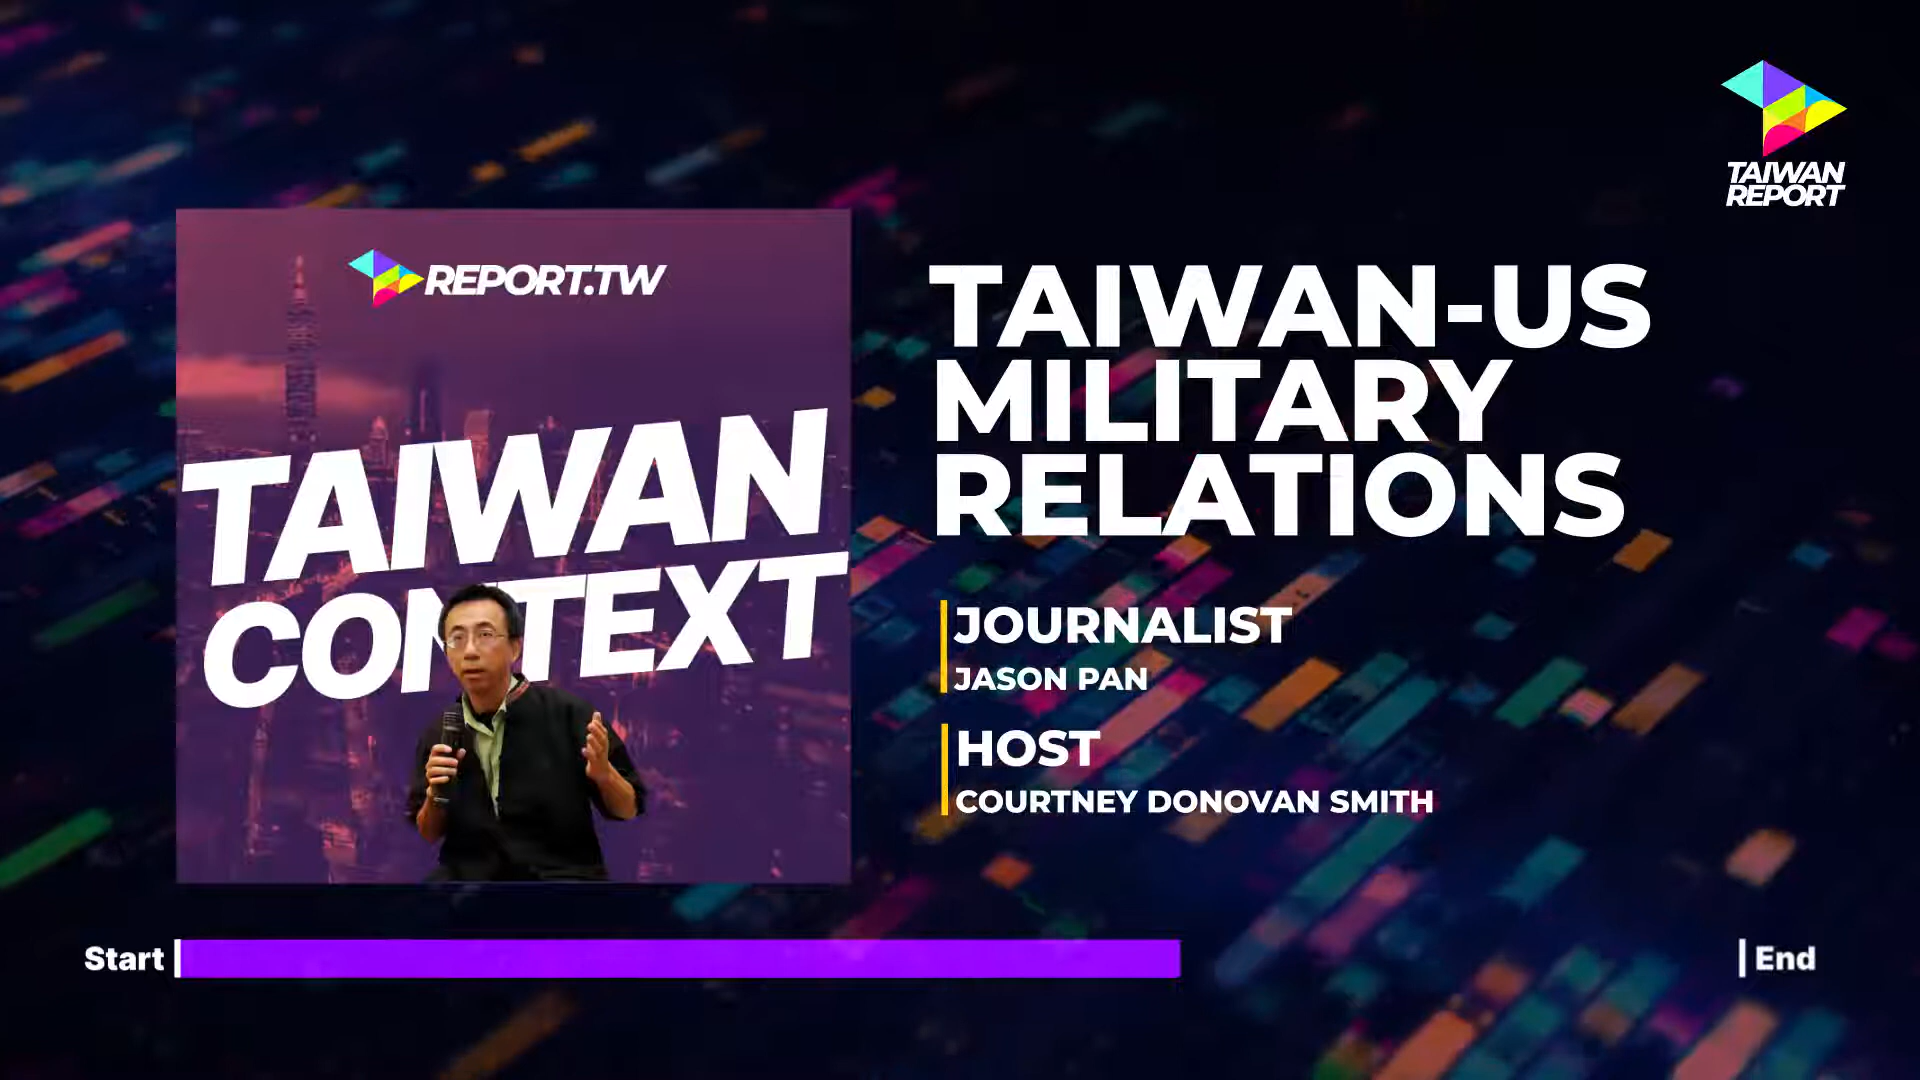 TAIWAN
REPORT
REPORT.TW
TAIWAN
CONTEXT
TAIWAN-US
MILITARY
RELATIONS
JOURNALIST
JASON PAN
HOST
COURTNEY DONOVAN SMITH
Start
End